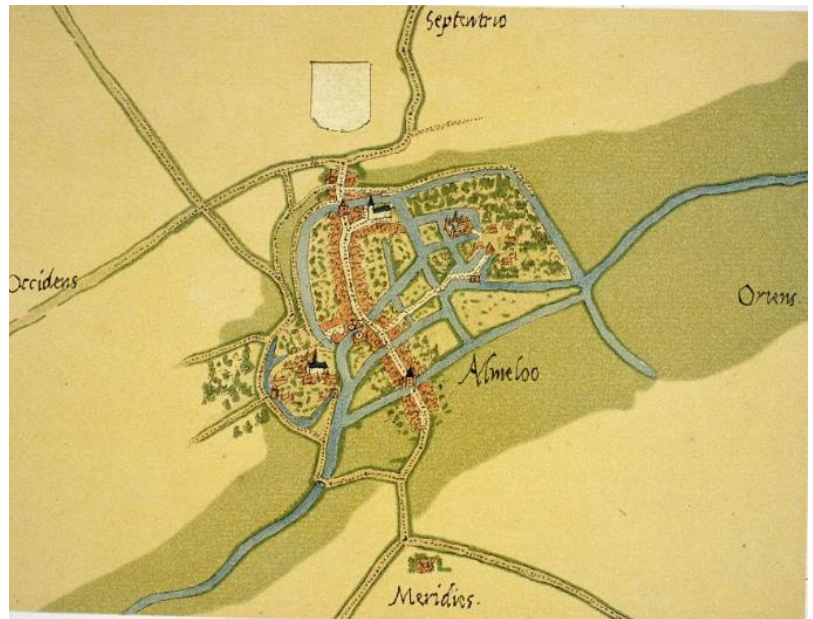 Septentrio
Occidens
Oriens.
Almeloo
Meridies.